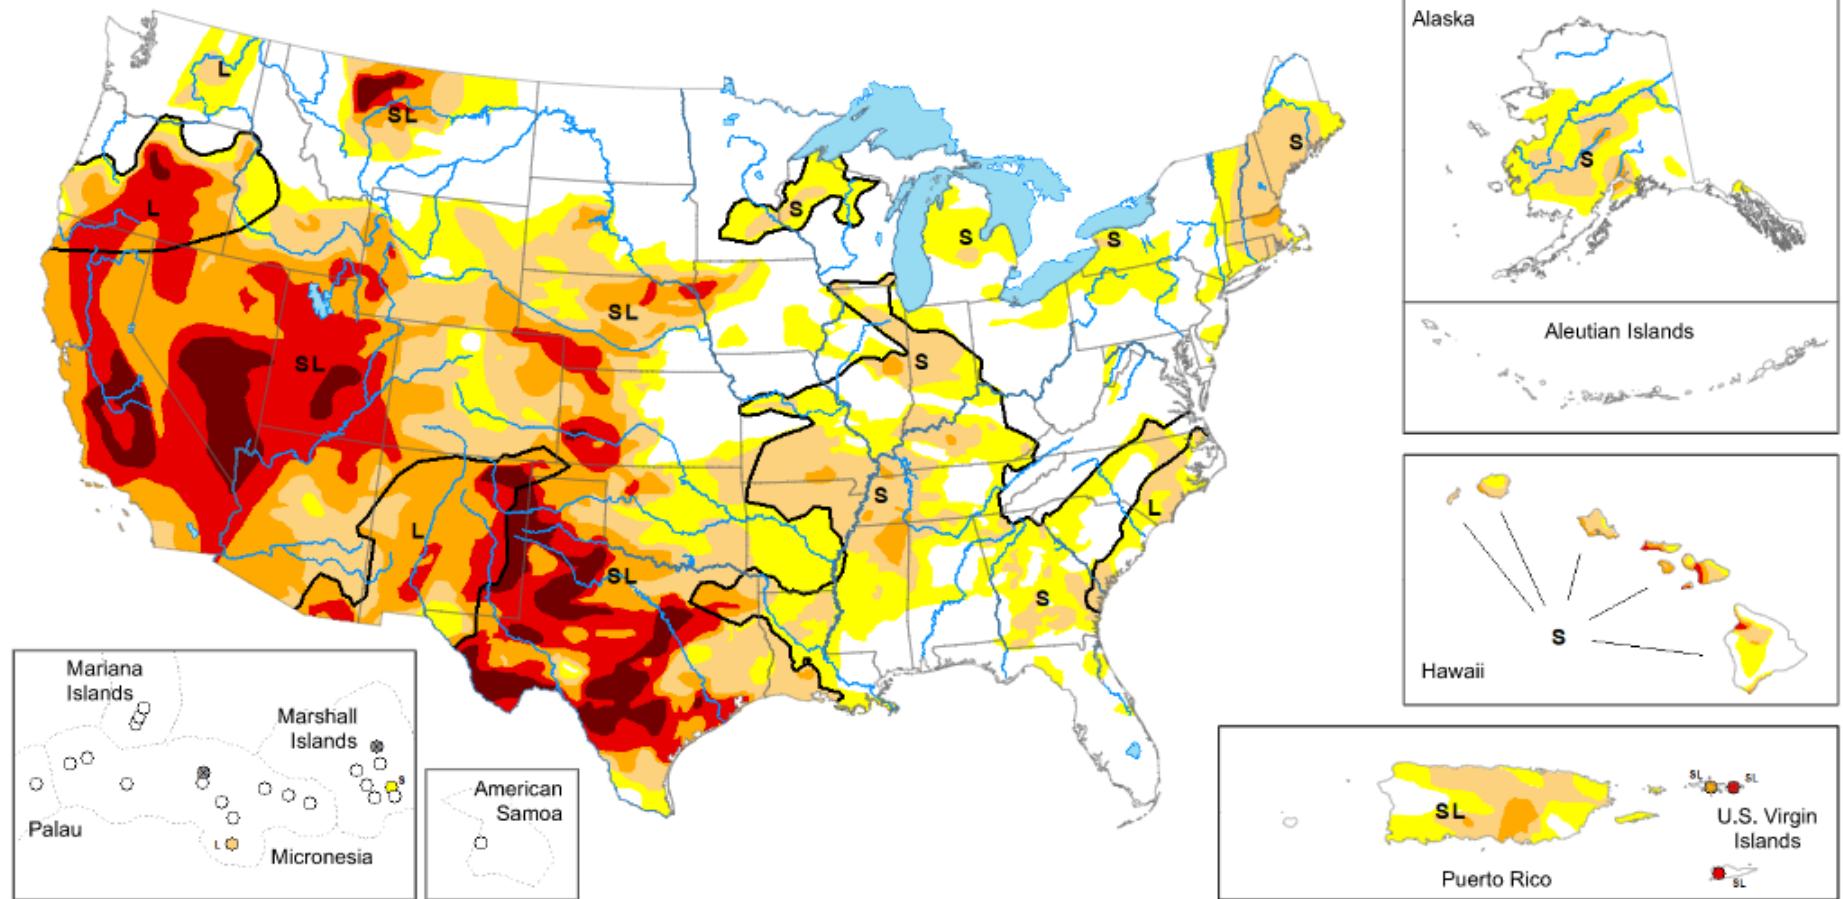 Alaska
L
SL
S
S
S
Aleutian Islands
S
S
L
SL
SL
S
L
SL
S
L
S
S
Hawaii
Mariana
Islands
Marshall
Islands
S
Palau
L
Micronesia
American
Samoa
SL
SL
SL
U.S. Virgin
Islands
SL
Puerto Rico